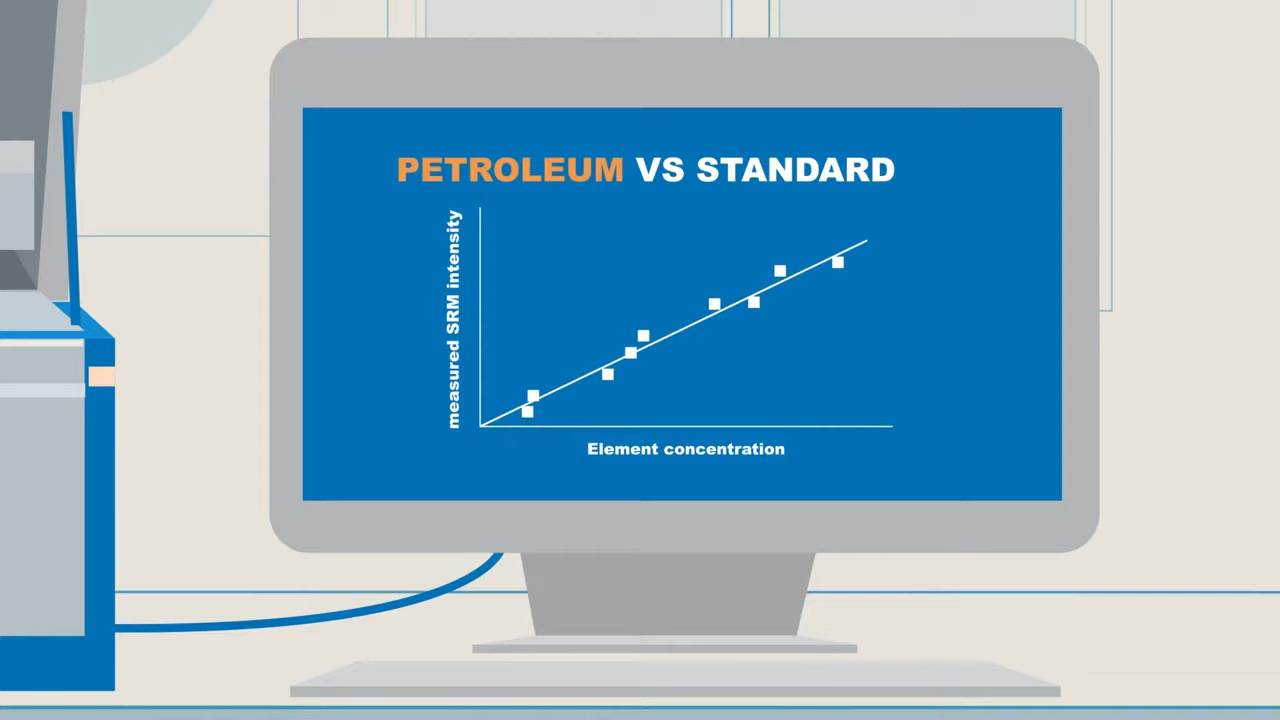 PETROLEUM VS STANDARD
measured SRM intensity
Element concentration